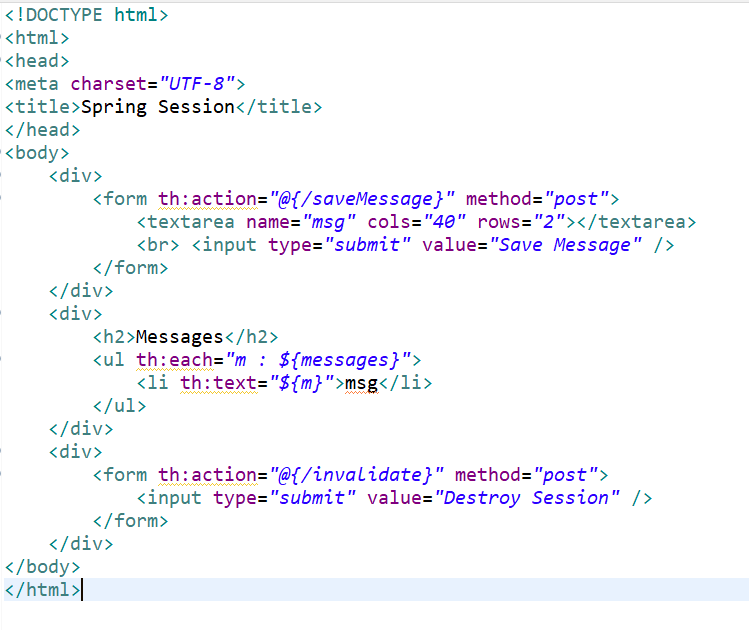 <!DOCTYPE html>
<html>
<head>
<meta charset="UTF-8">
<title>Spring Session</title>
</head>
<body>
    <div>
        <form th:action="@{/saveMessage}" method="post">
            <textarea name="msg" cols="40" rows="2"></textarea>
            <br> <input type="submit" value="Save Message" />
        </form>
    </div>
    <div>
        <h2>Messages</h2>
        <ul th:each="m : ${messages}">
            <li th:text="${m}">msg</li>
        </ul>
    </div>
    <div>
        <form th:action="@{/invalidate}" method="post">
            <input type="submit" value="Destroy Session" />
        </form>
    </div>
</body>
</html>